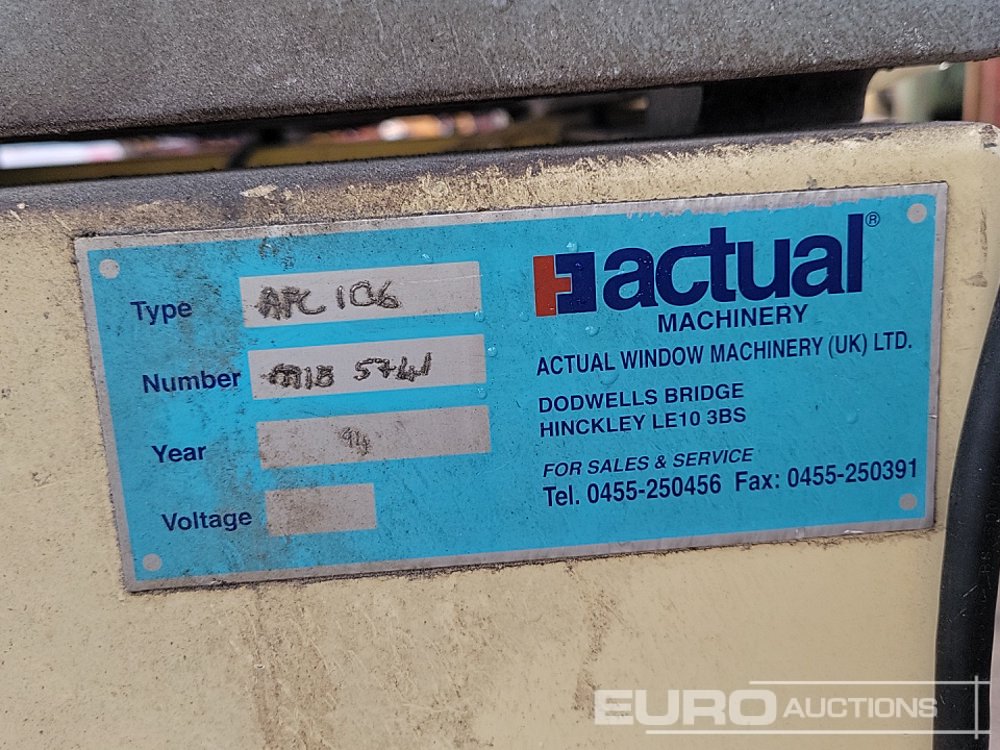 Type AFC 106
Number
Year 94
Voltage
actual®
MACHINERY
ACTUAL WINDOW MACHINERY (UK) LTD.
DODWELLS BRIDGE
HINCKLEY LE10 3BS
FOR SALES & SERVICE
Tel. 0455-250456 Fax: 0455-250391
EURO AUCTIONS